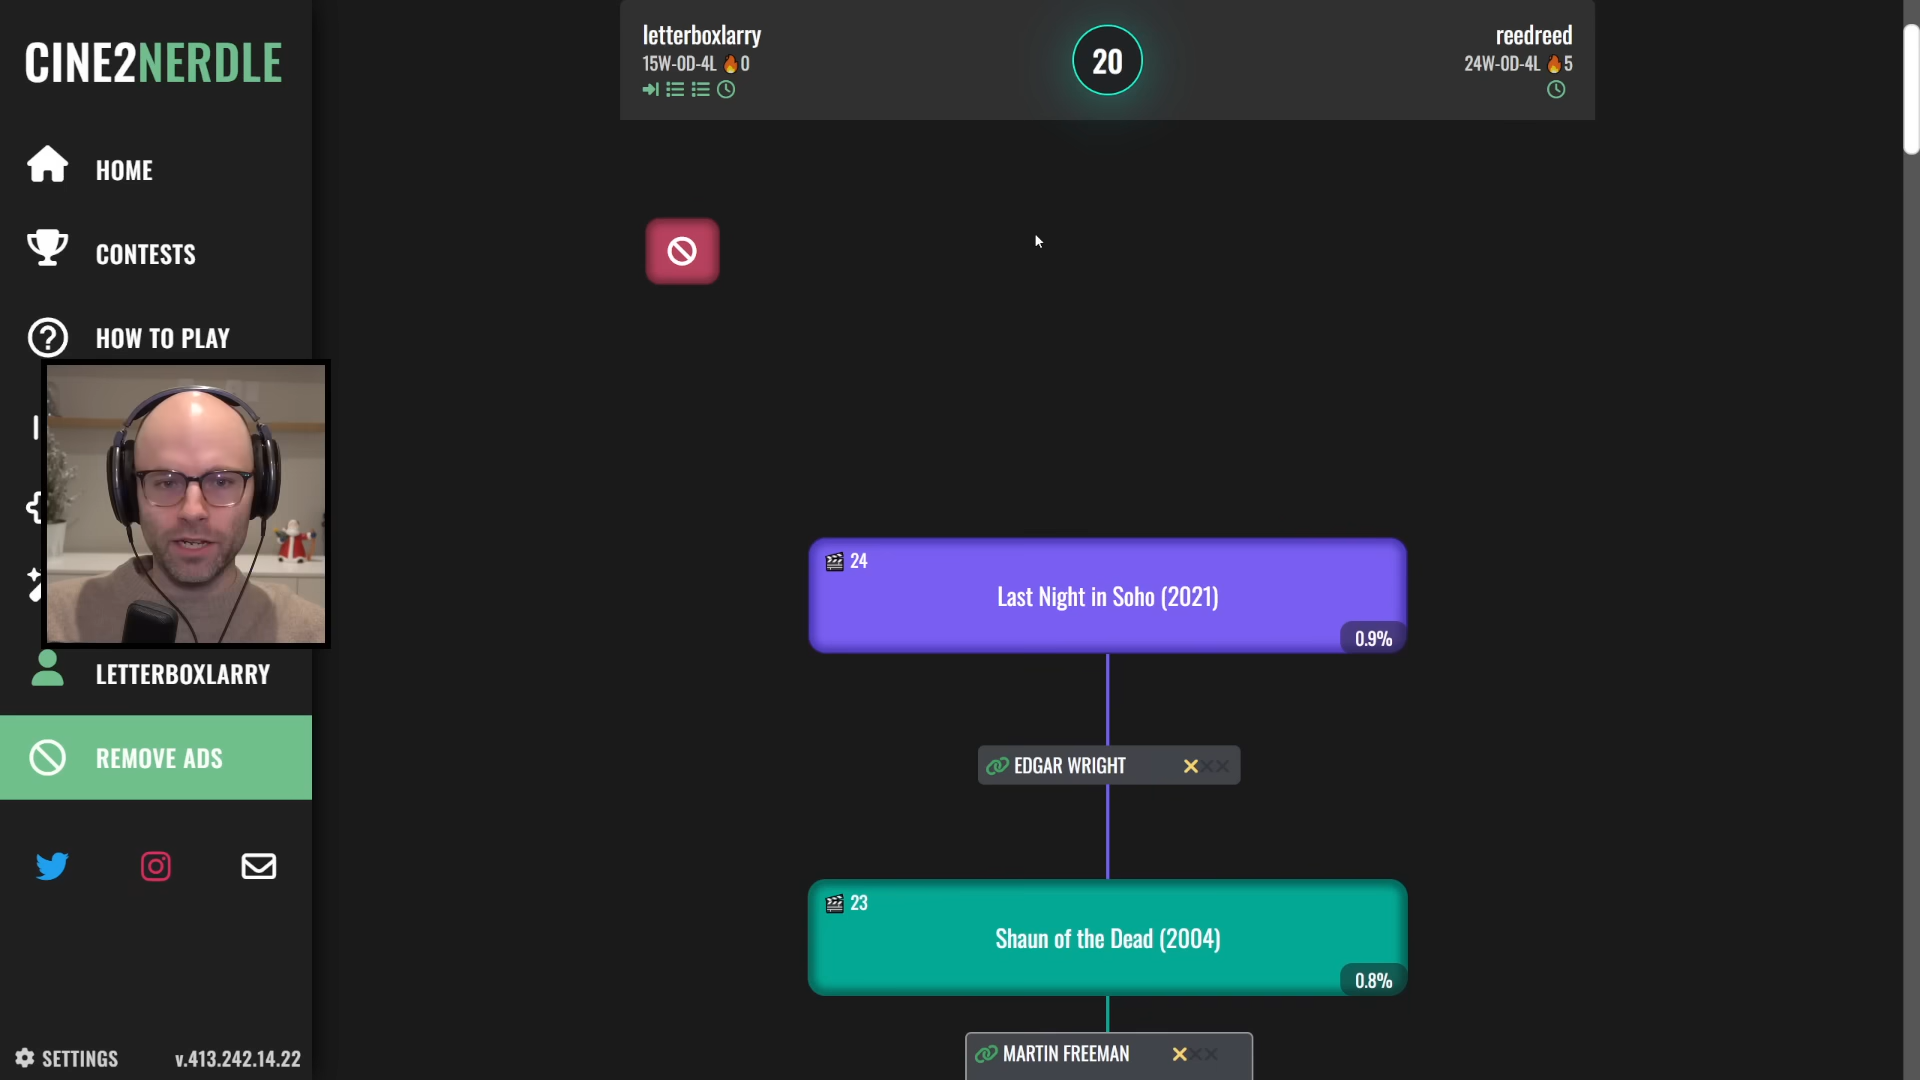 CINE2NERDLE
HOME
CONTESTS
HOW TO PLAY
LETTERBOXLARRY
REMOVE ADS
SETTINGS
v.413.242.14.22
letterboxlarry
15W-0D-4L 🔥0
20
reedreed
24W-0D-4L 🔥5
24
Last Night in Soho (2021)
0.9%
EDGAR WRIGHT
23
Shaun of the Dead (2004)
0.8%
MARTIN FREEMAN